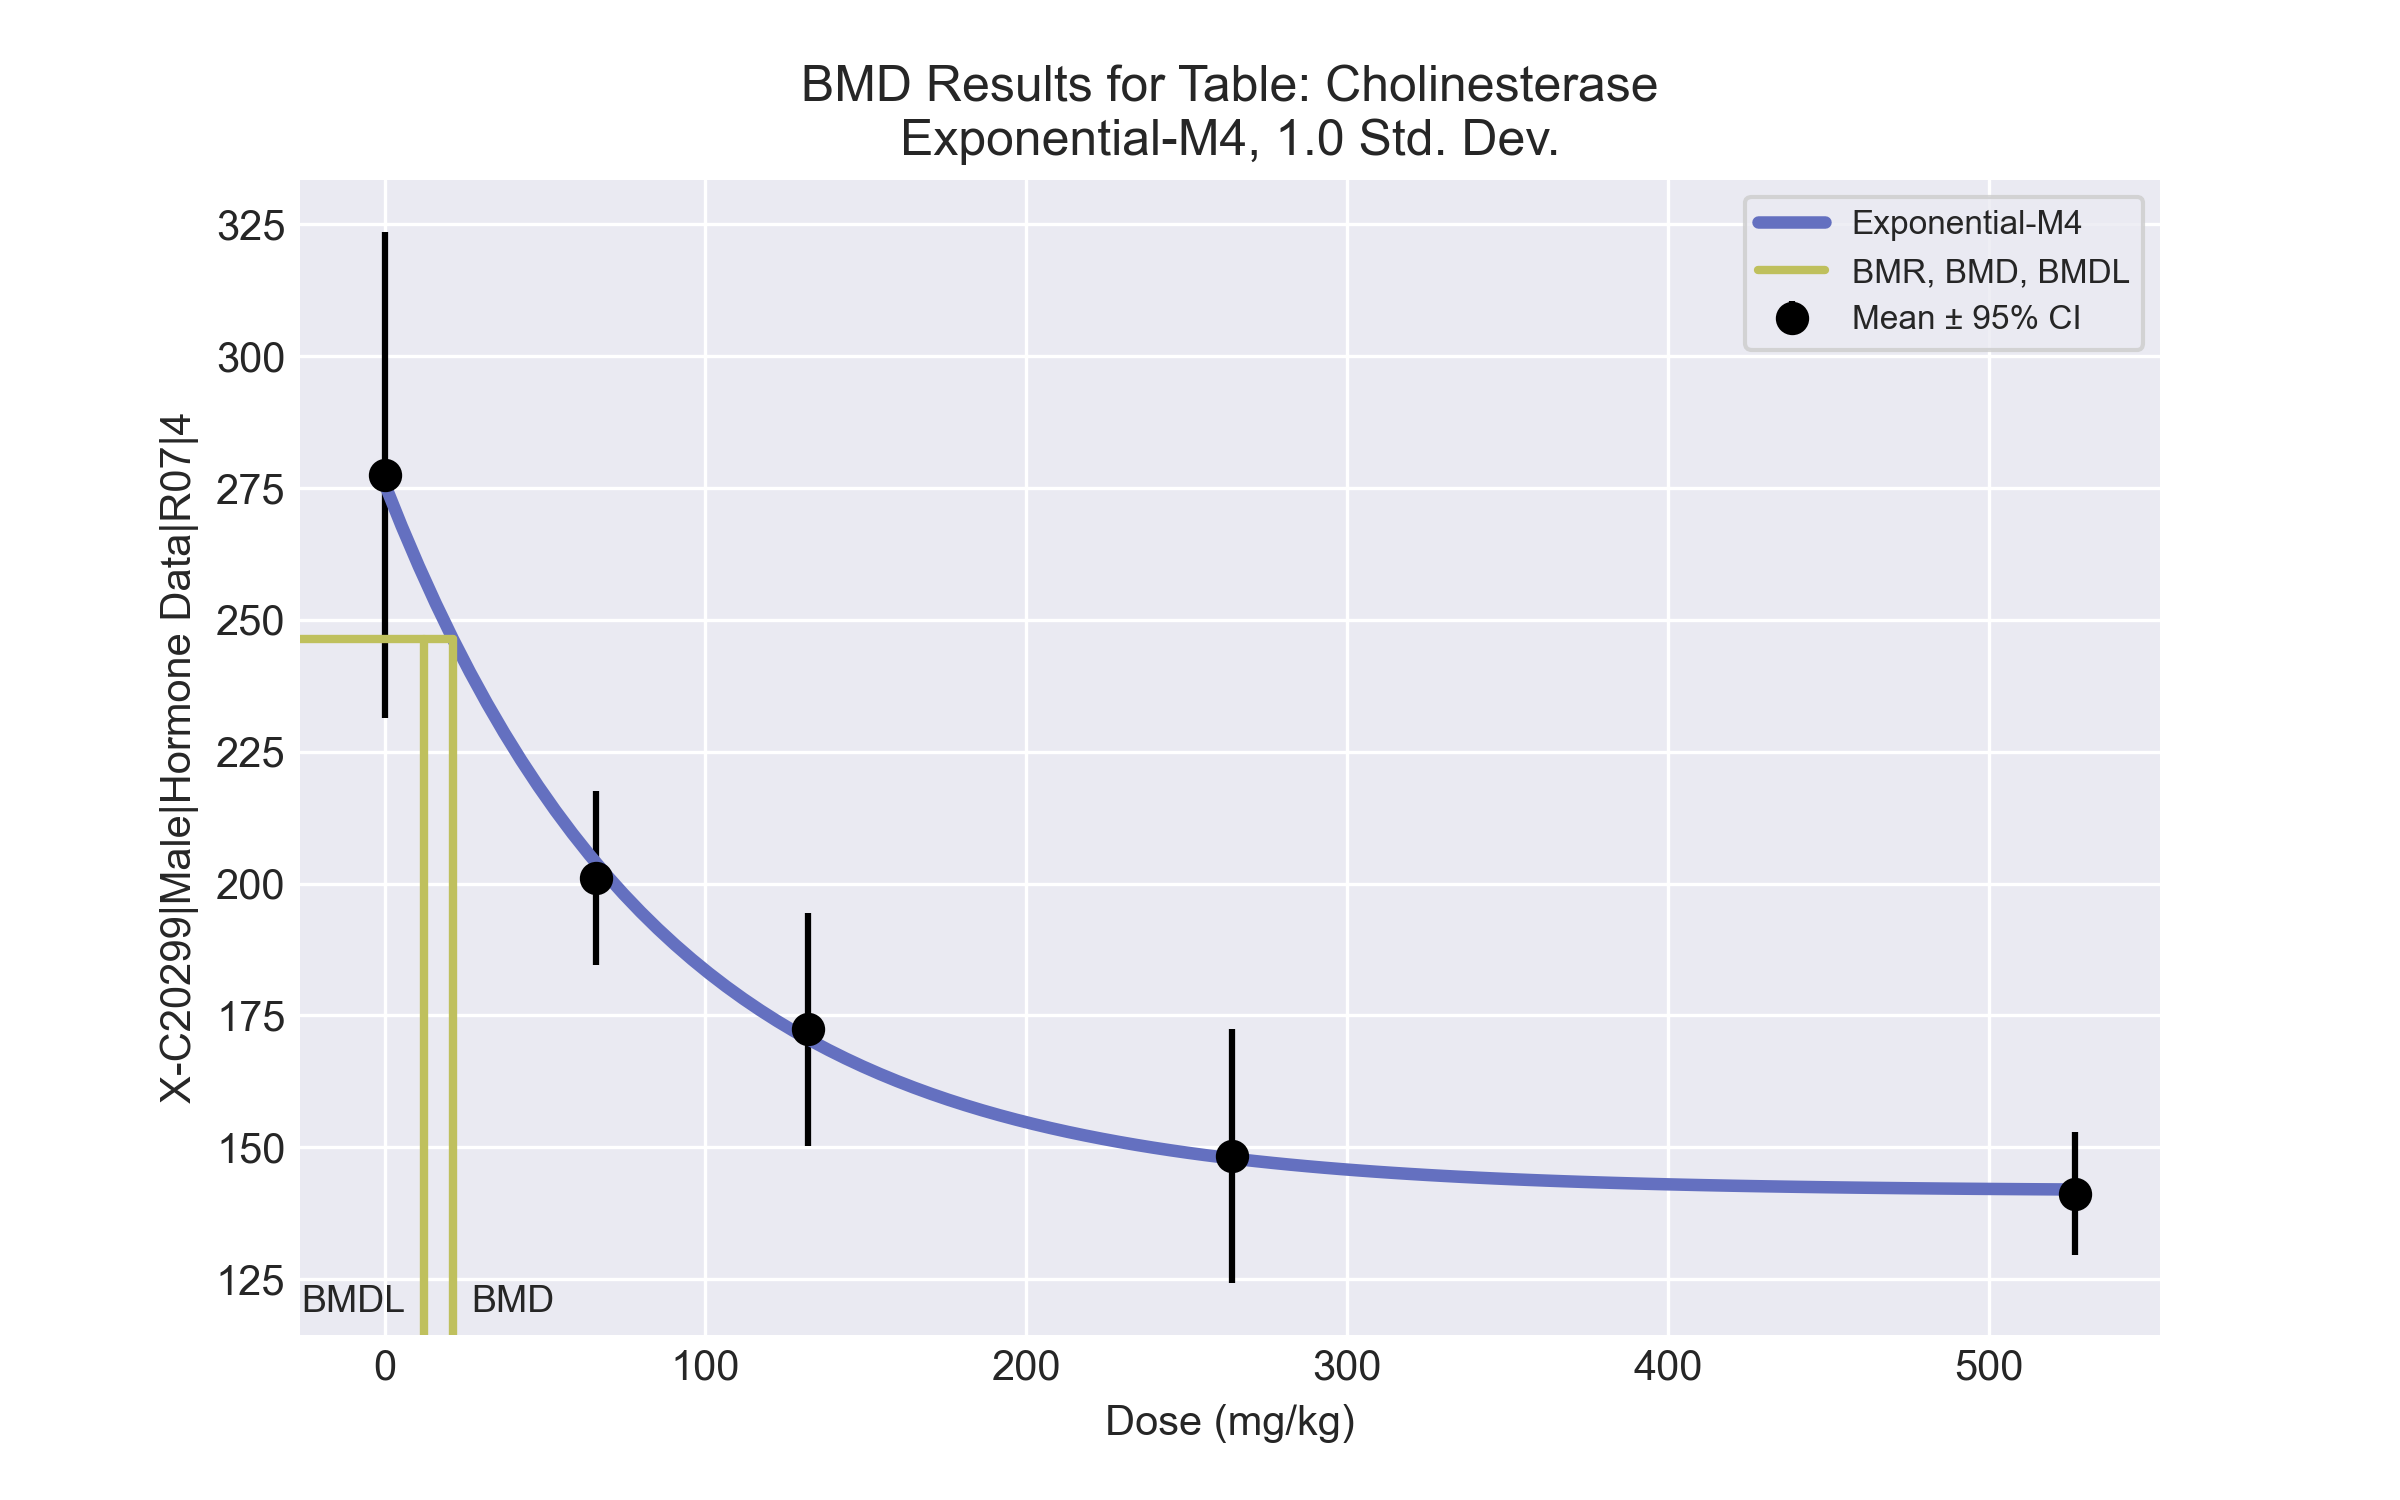 BMD Results for Table: Cholinesterase
Exponential-M4, 1.0 Std. Dev.
Exponential-M4
BMR, BMD, BMDL
Mean ± 95% CI
X-C20299|Male|Hormone Data|R07|4
325
300
275
250
225
200
175
150
125
BMDL
BMD
0 100 200 300 400 500
Dose (mg/kg)